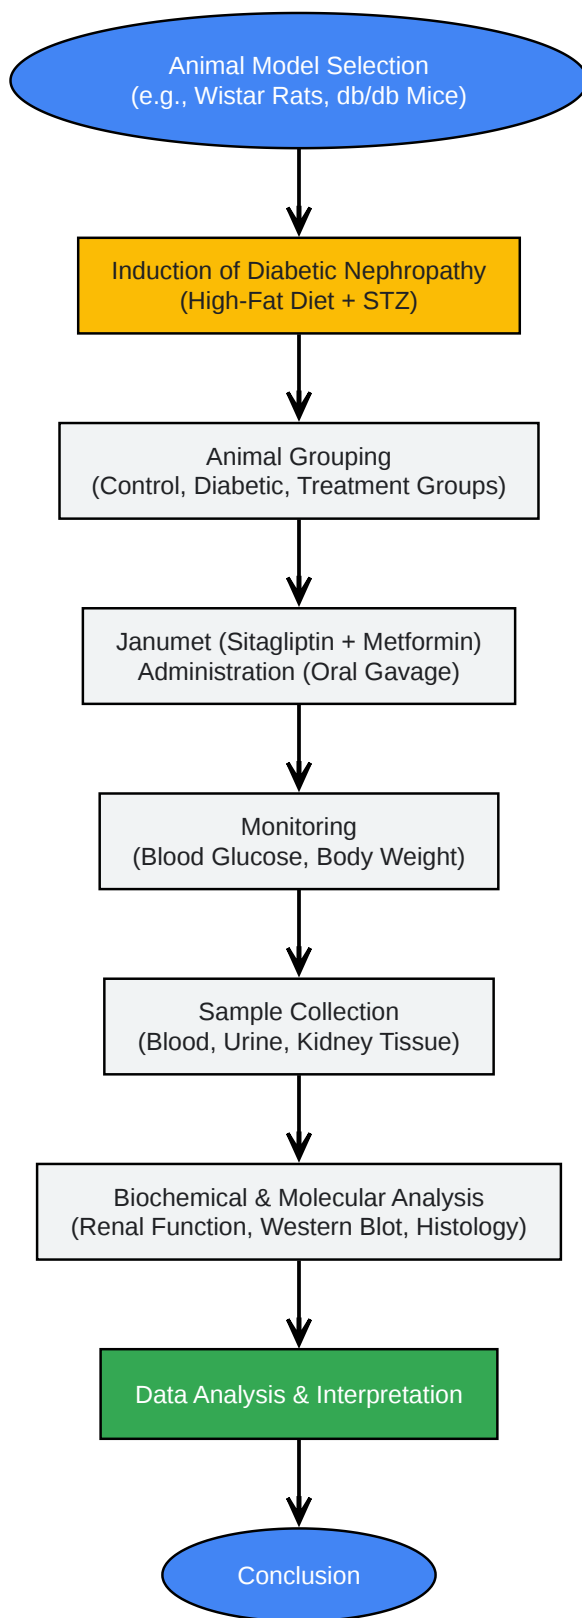 Animal Model Selection
(e.g., Wistar Rats, db/db Mice)
Induction of Diabetic Nephropathy
(High-Fat Diet + STZ)
Animal Grouping
(Control, Diabetic, Treatment Groups)
Janumet (Sitagliptin + Metformin)
Administration (Oral Gavage)
Monitoring
(Blood Glucose, Body Weight)
Sample Collection
(Blood, Urine, Kidney Tissue)
Biochemical & Molecular Analysis
(Renal Function, Western Blot, Histology)
Data Analysis & Interpretation
Conclusion